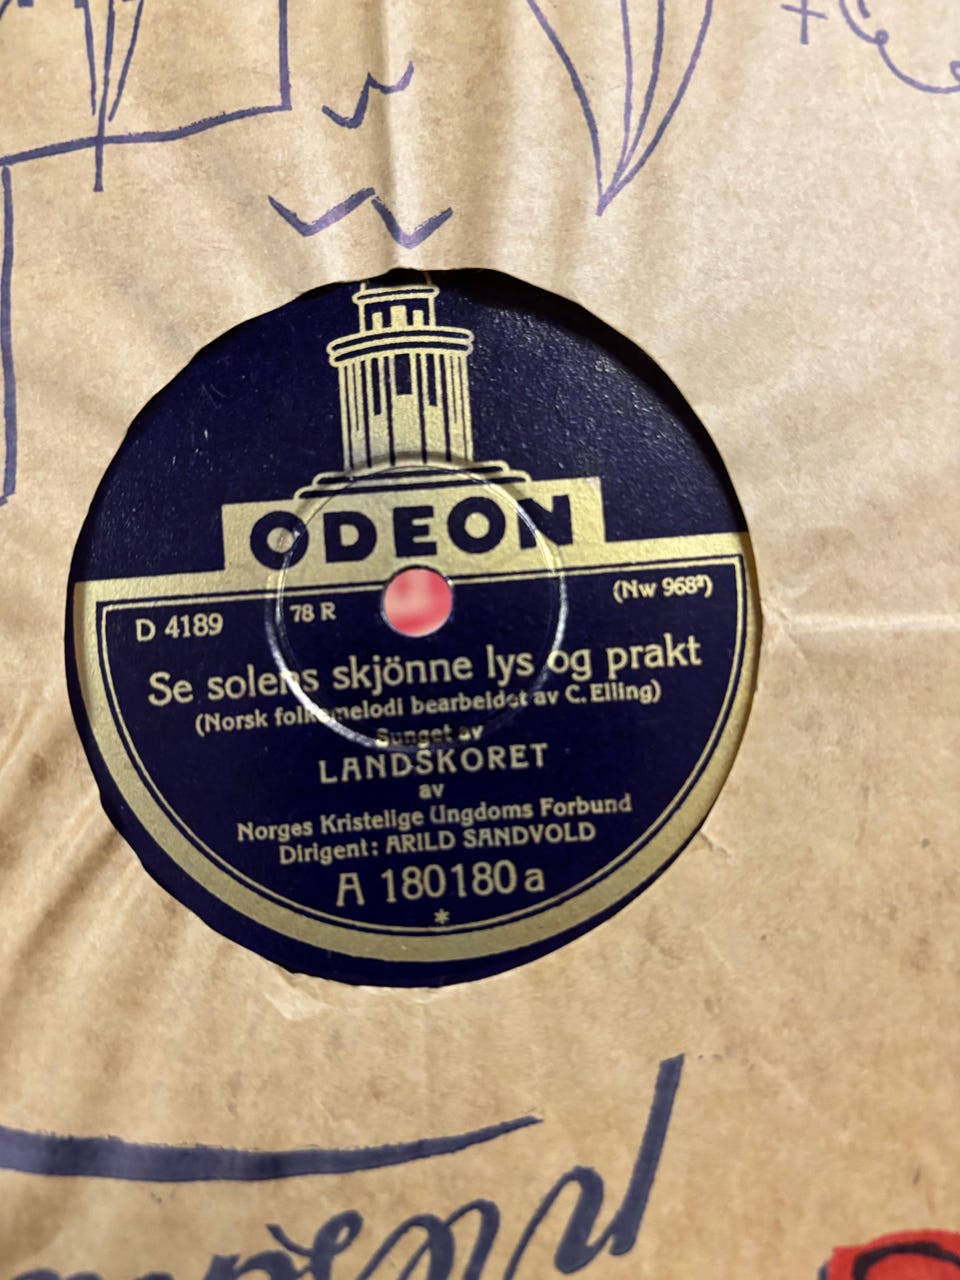 ODEON
D 4189 78 R (Nw 968²)
Se solens skjönne lys og prakt
(Norsk folkemelodi bearbeidet av C. Elling)
Sunget av
LANDSKORET
av
Norges Kristelige Ungdoms Forbund
Dirigent: ARILD SANDVOLD
A 180180 a
*